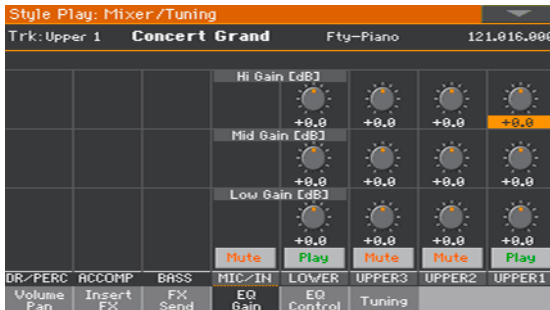 Style Play: Mixer/Tuning
Trk:Upper 1 Concert Grand Fty-Piano 121.016.000
Hi Gain [dB]
+0.0 +0.0 +0.0 +0.0
Mid Gain [dB]
+0.0 +0.0 +0.0 +0.0
Low Gain [dB]
+0.0 +0.0 +0.0 +0.0
Mute Play Mute Mute Play
DR/PERC ACCOMP BASS MIC/IN LOWER UPPER3 UPPER2 UPPER1
Volume Pan Insert FX FX Send EQ Gain EQ Control Tuning